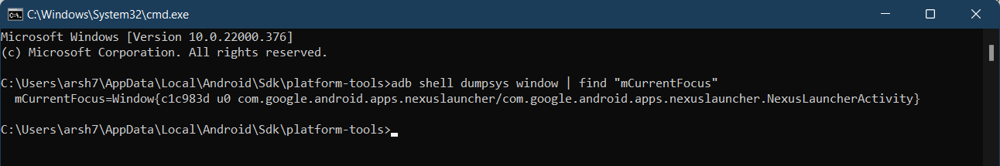 C:\Windows\System32\cmd.exe
Microsoft Windows [Version 10.0.22000.376]
(c) Microsoft Corporation. All rights reserved.
C:\Users\arsh7\AppData\Local\Android\Sdk\platform-tools>adb shell dumpsys window | find "mCurrentFocus"
mCurrentFocus=Window{c1c983d u0 com.google.android.apps.nexuslauncher/com.google.android.apps.nexuslauncher.NexusLauncherActivity}
C:\Users\arsh7\AppData\Local\Android\Sdk\platform-tools>